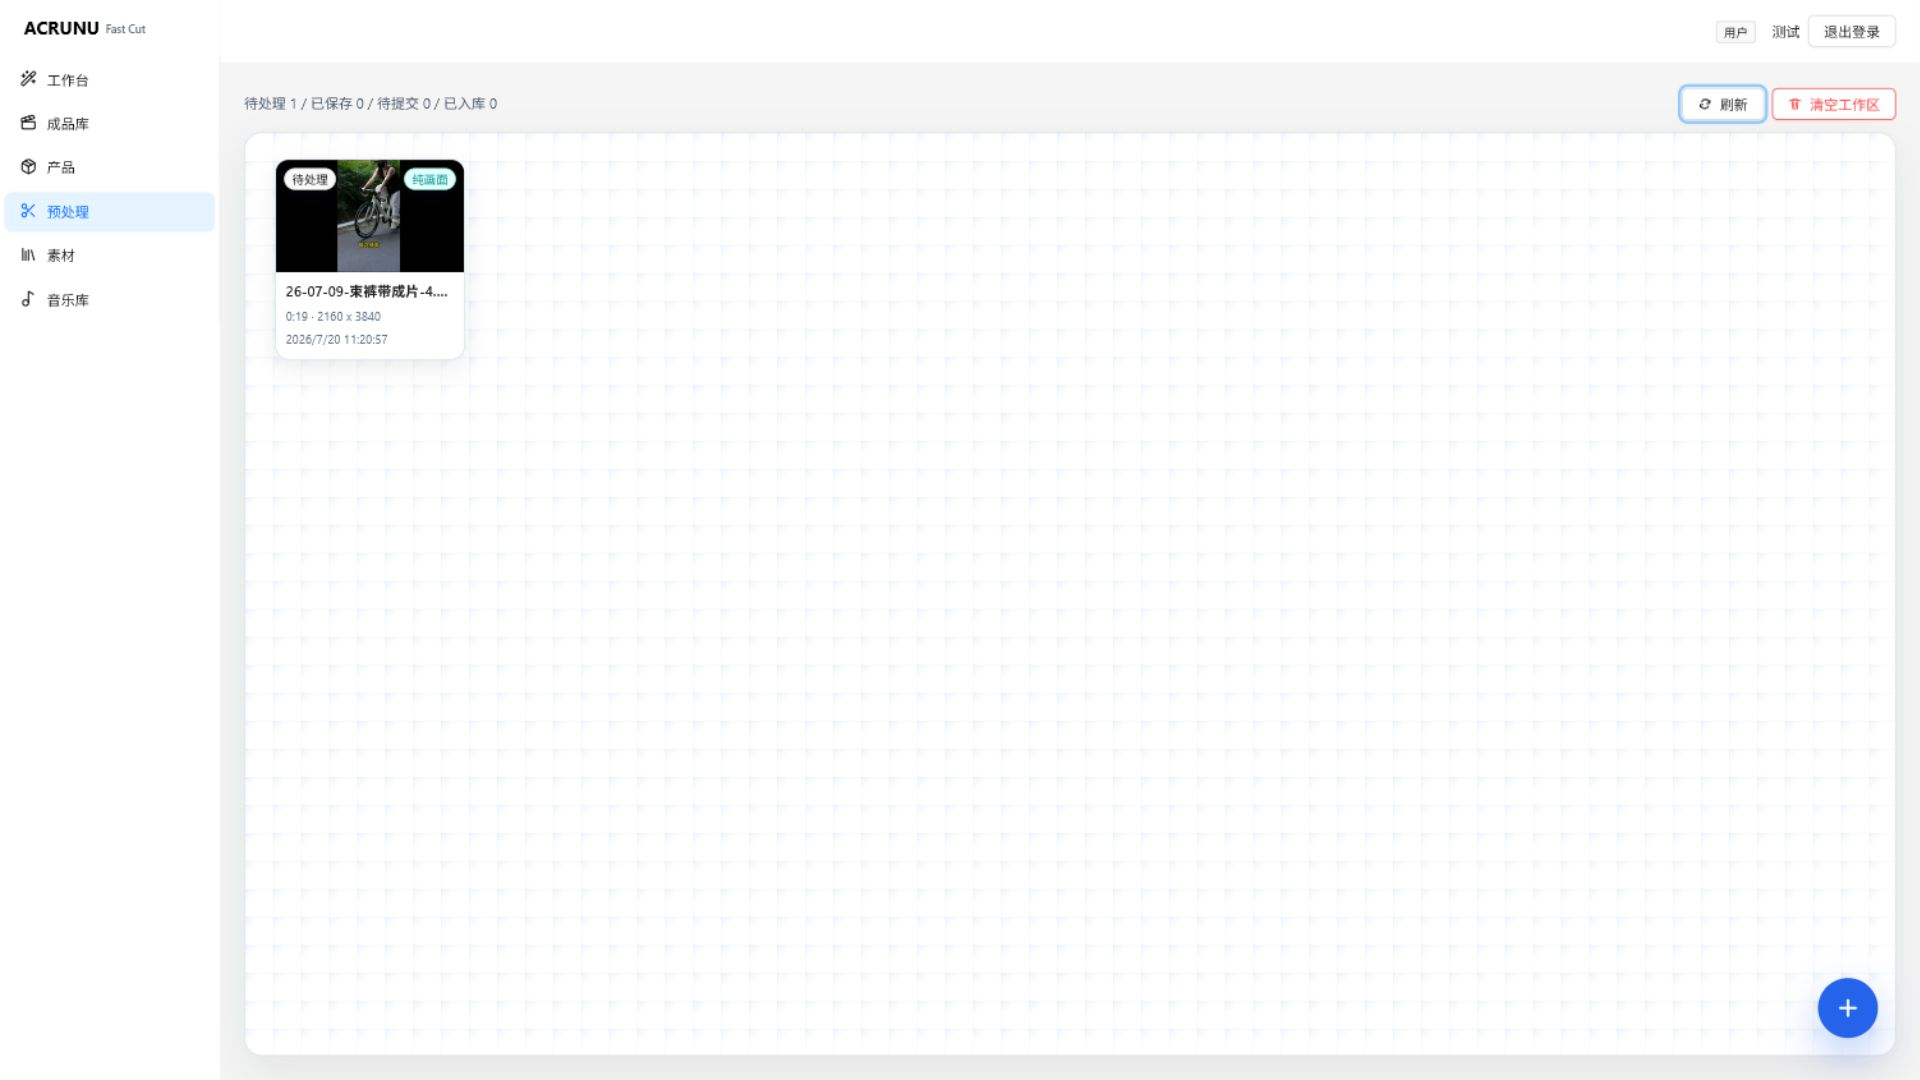 ACRUNU Fast Cut
用户 测试 退出登录
工作台
成品库
产品
预处理
素材
音乐库
待处理 1 / 已保存 0 / 待提交 0 / 已入库 0
刷新 清空工作区
待处理 纯画面
26-07-09-束裤带成片-4....
0:19 · 2160 x 3840
2026/7/20 11:20:57